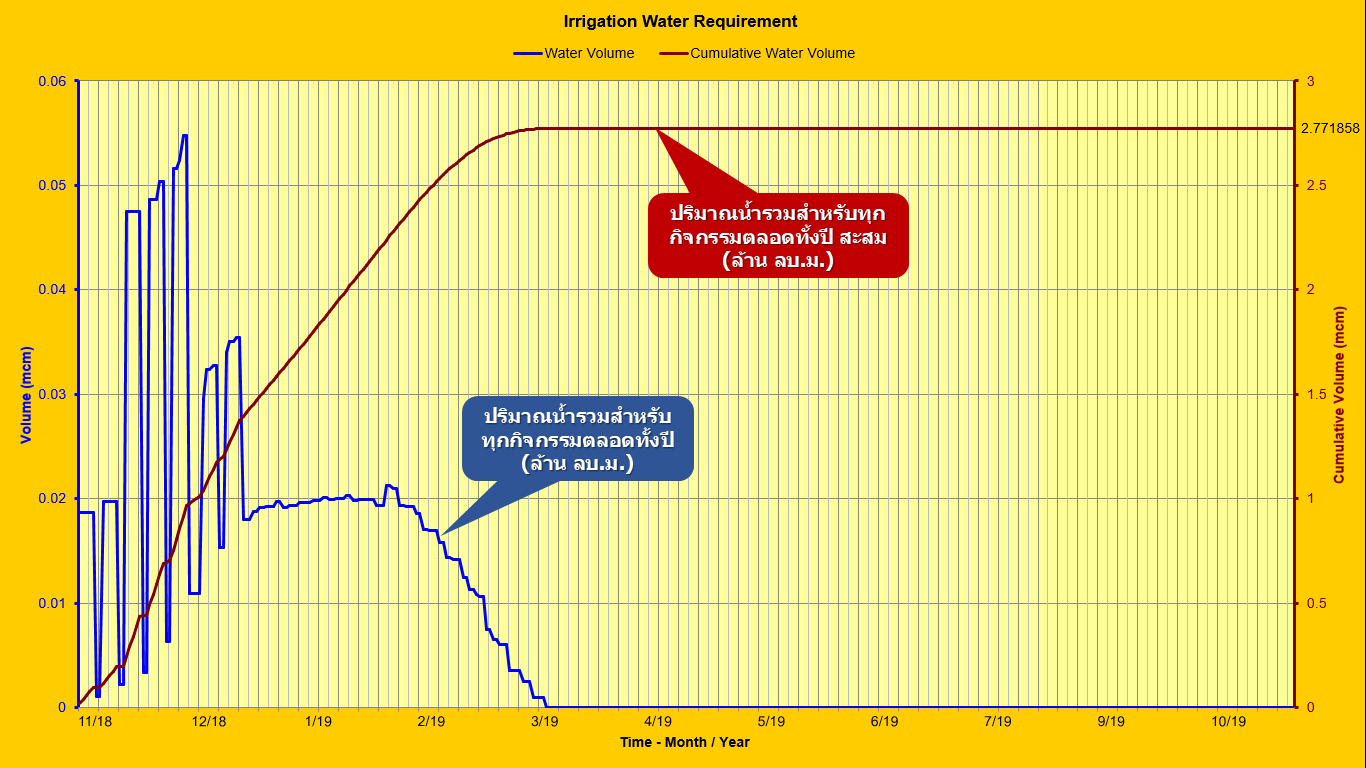 Irrigation Water Requirement
Water Volume
Cumulative Water Volume
0.06
0.05
0.04
0.03
0.02
0.01
0
Volume (mcm)
3
2.771858
2.5
2
1.5
1
0.5
0
Cumulative Volume (mcm)
ปริมาณน้ำรวมสำหรับทุก
กิจกรรมตลอดทั้งปี สะสม
(ล้าน ลบ.ม.)
ปริมาณน้ำรวมสำหรับ
ทุกกิจกรรมตลอดทั้งปี
(ล้าน ลบ.ม.)
11/18 12/18 1/19 2/19 3/19 4/19 5/19 6/19 7/19 9/19 10/19
Time - Month / Year